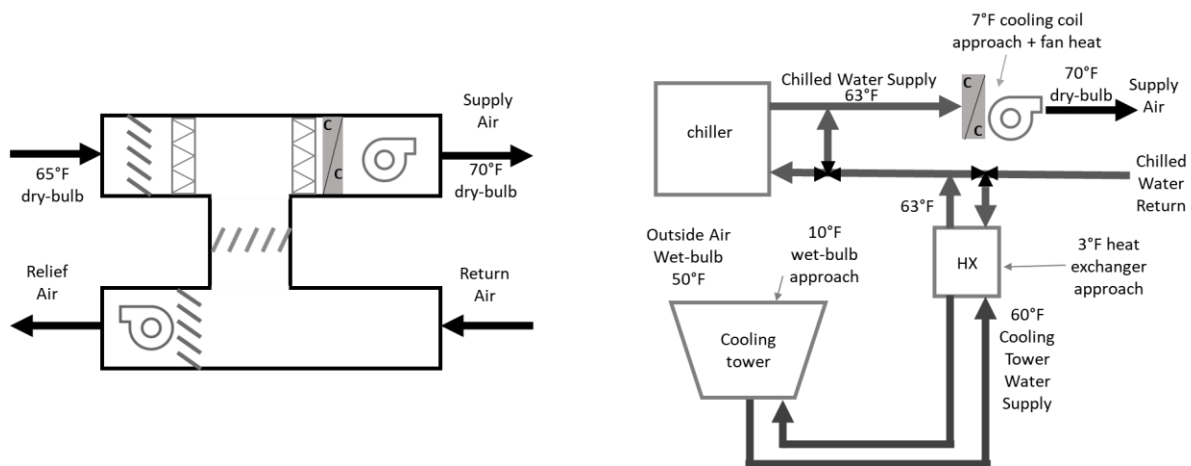 65°F
dry-bulb
C
C
Supply
Air
70°F
dry-bulb
Relief
Air
Return
Air
7°F cooling coil
approach + fan heat
Chilled Water Supply
63°F
chiller
C
C
70°F
dry-bulb
Supply
Air
Chilled
Water
Return
63°F
Outside Air
Wet-bulb
50°F
10°F
wet-bulb
approach
HX
3°F heat
exchanger
approach
Cooling
tower
60°F
Cooling
Tower
Water
Supply